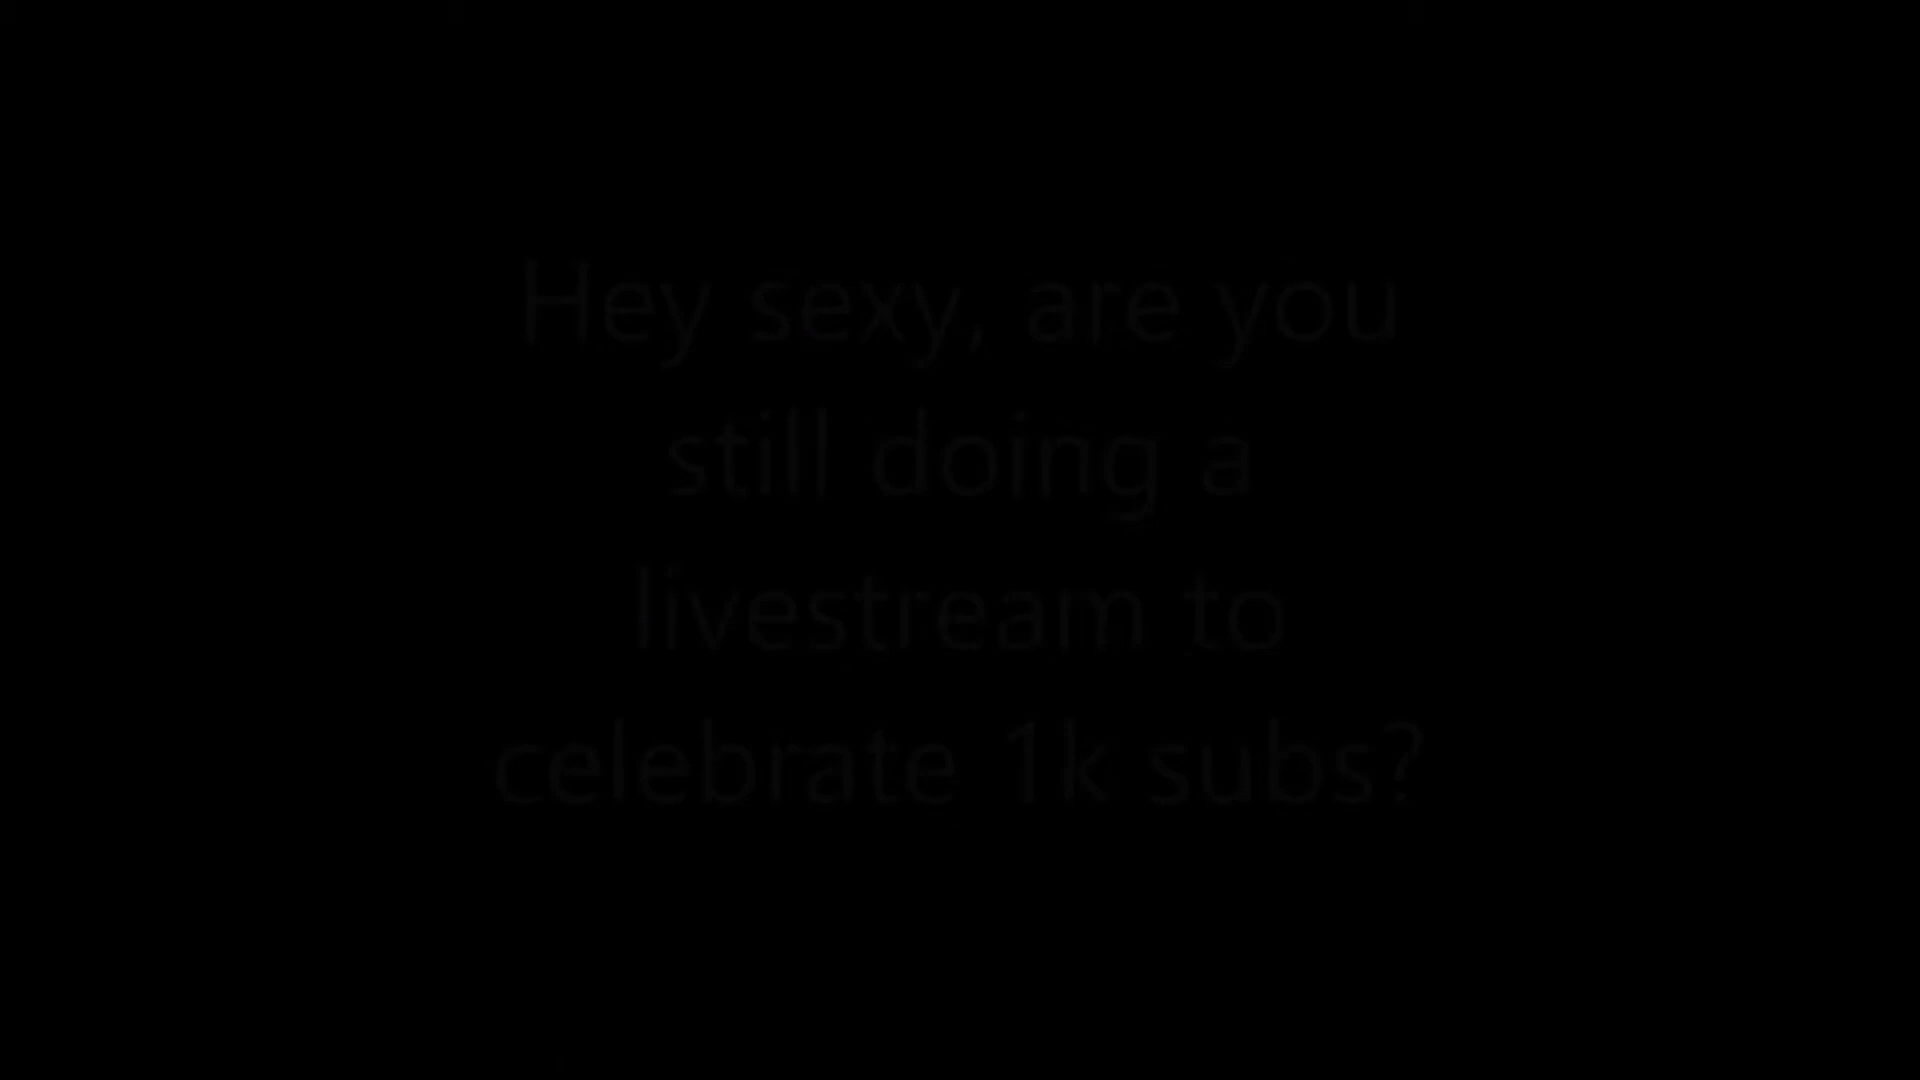 Hey sexy, are you
still doing a
livestream to
celebrate 1k subs?